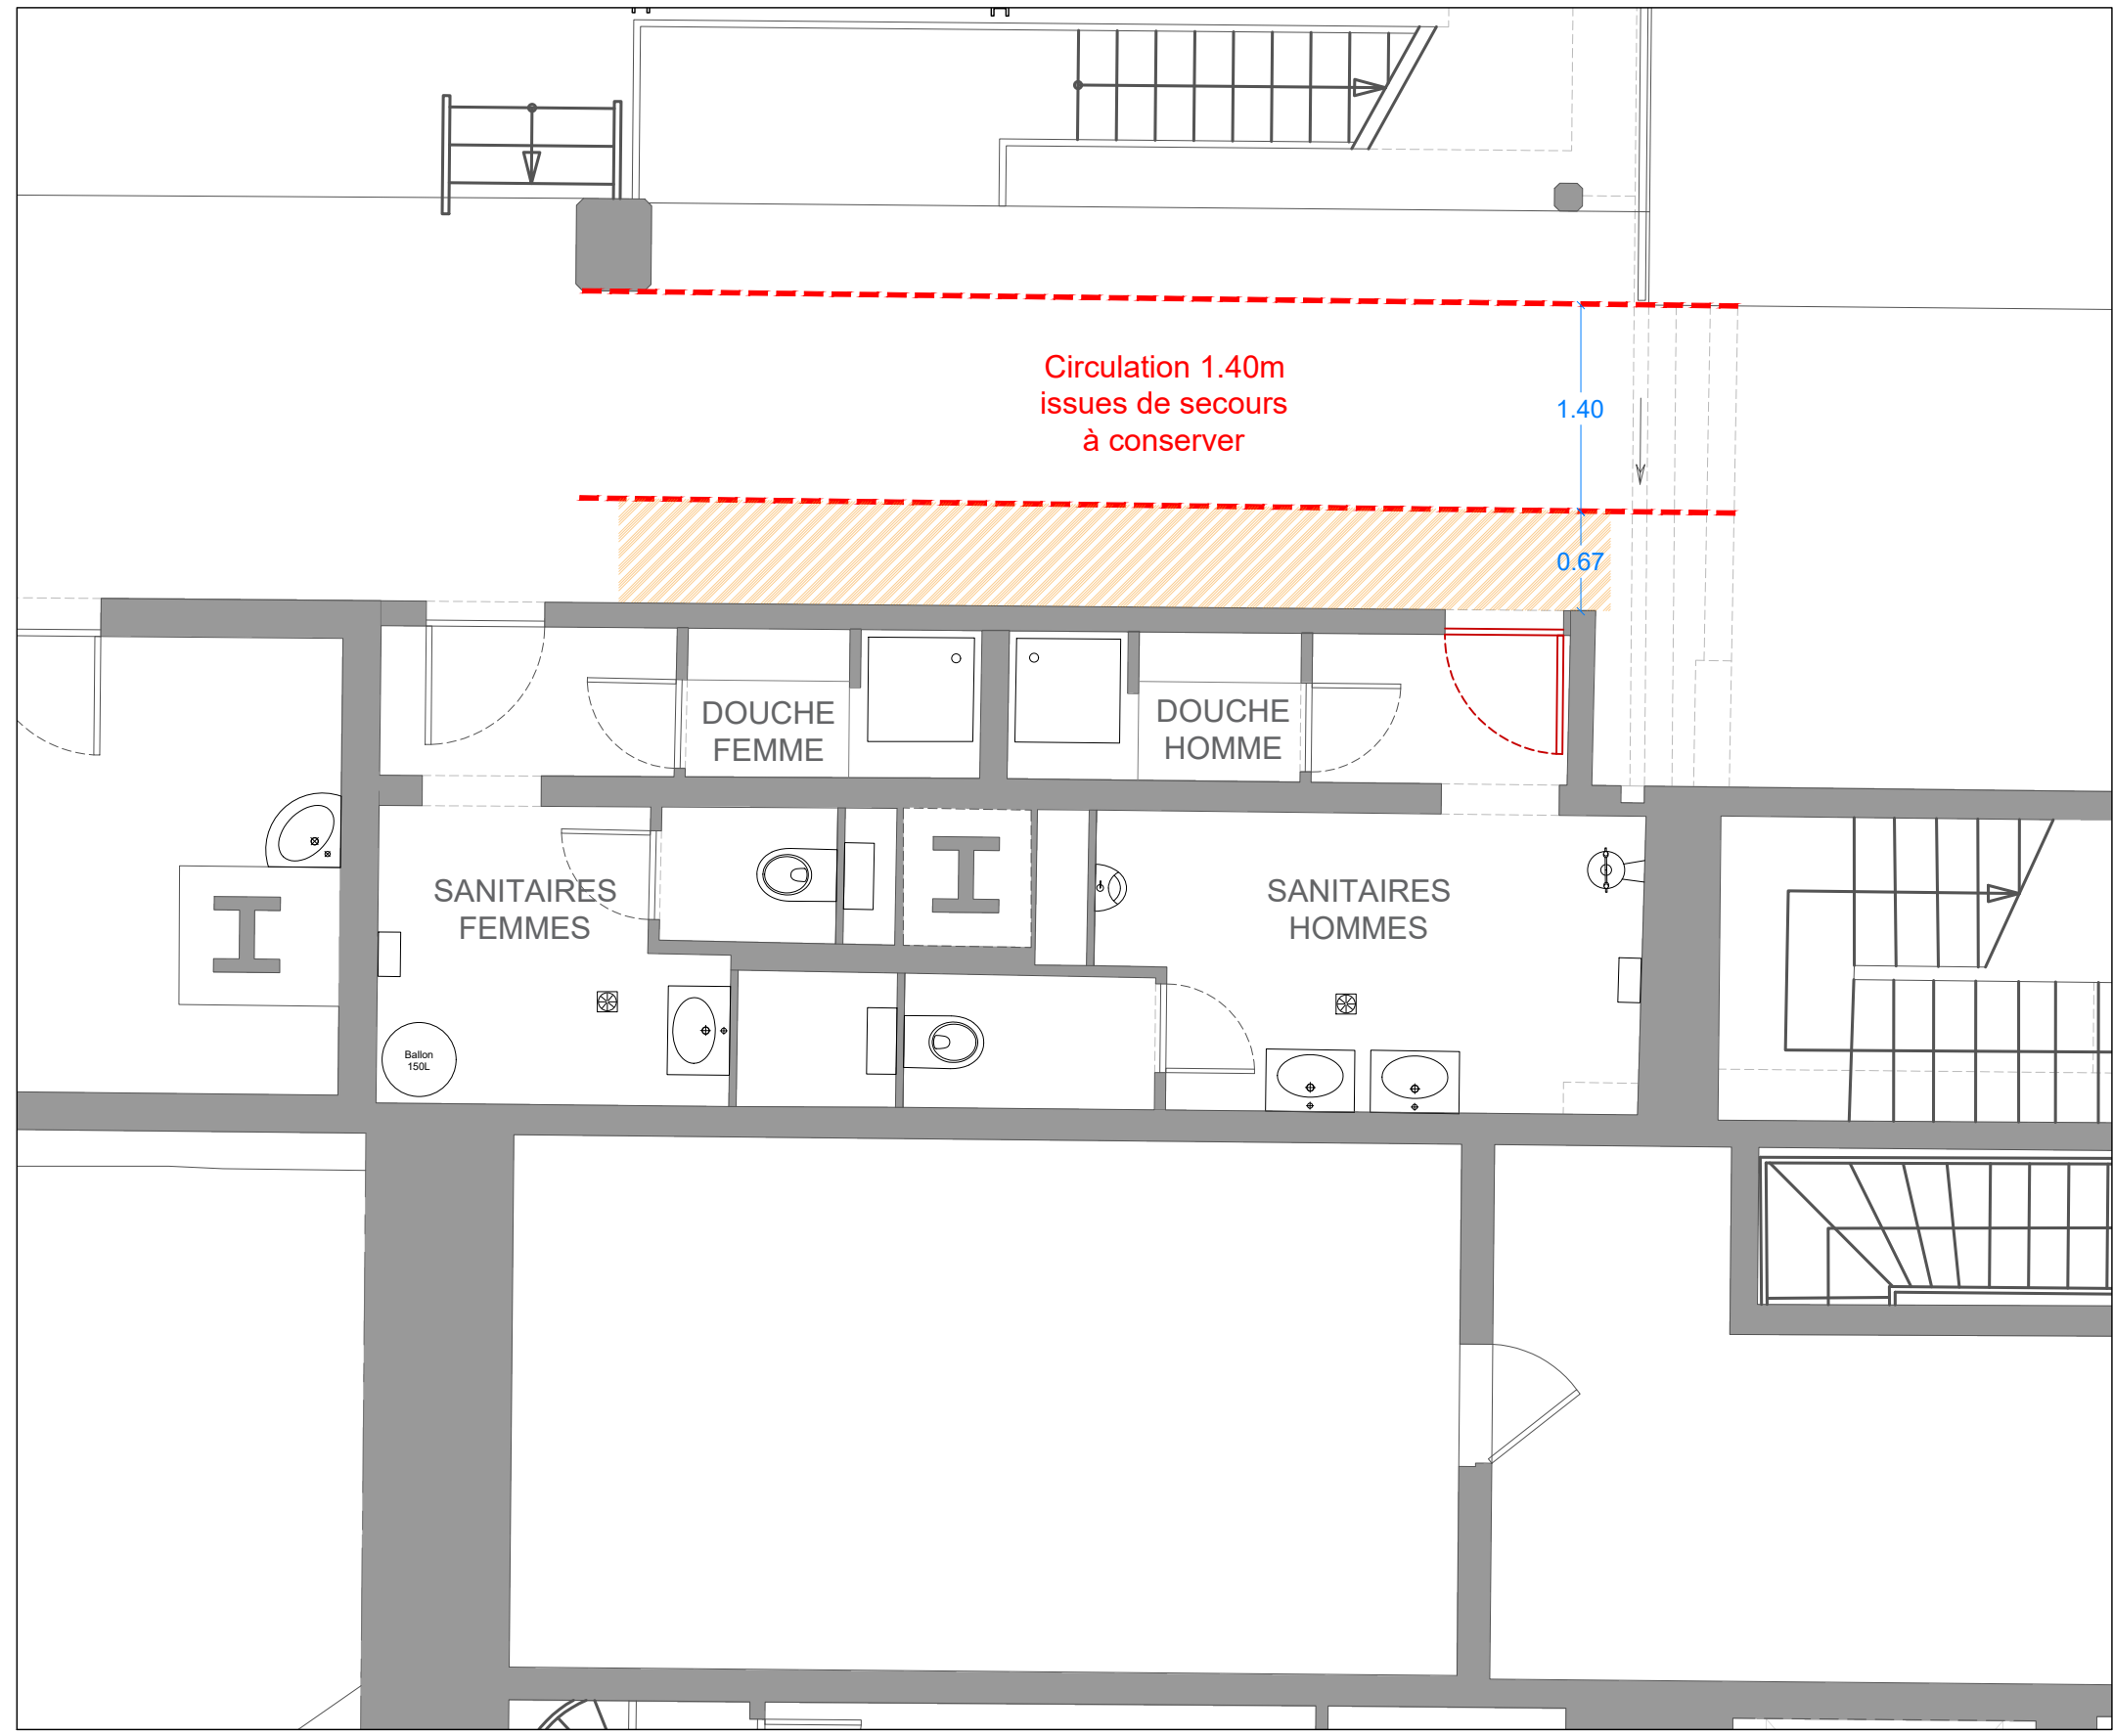 Circulation 1.40m
issues de secours
à conserver
1.40
0.67
DOUCHE
FEMME
DOUCHE
HOMME
SANITAIRES
FEMMES
SANITAIRES
HOMMES
Ballon
150L